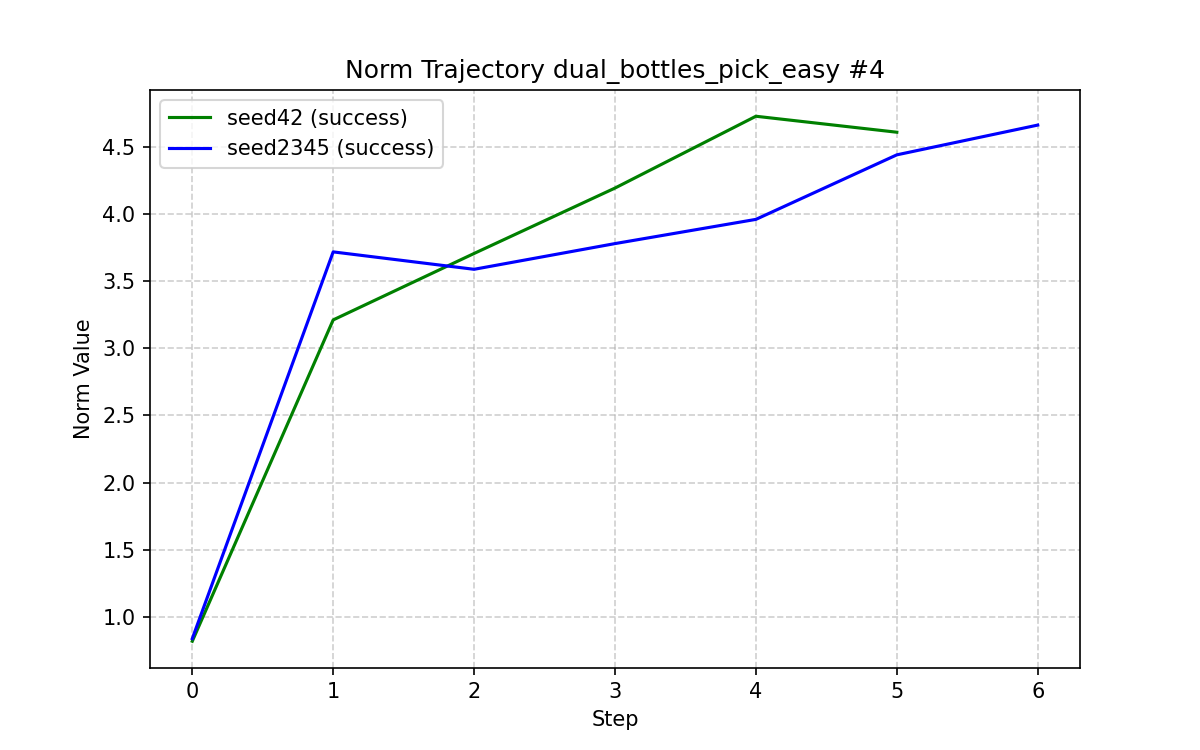 Norm Trajectory dual_bottles_pick_easy #4
seed42 (success)
seed2345 (success)
Norm Value
4.5
4.0
3.5
3.0
2.5
2.0
1.5
1.0
0 1 2 3 4 5 6
Step